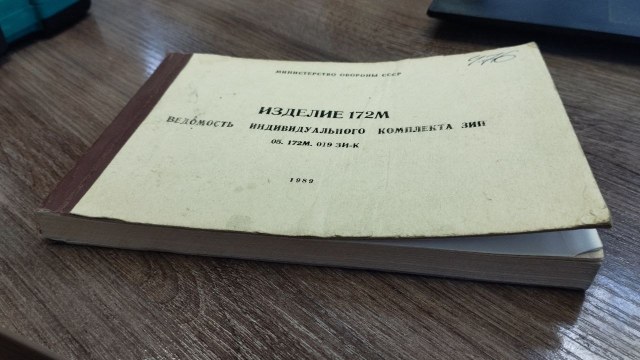 МИНИСТЕРСТВО ОБОРОНЫ СССР
ИЗДЕЛИЕ 172М
ВЕДОМОСТЬ ИНДИВИДУАЛЬНОГО КОМПЛЕКТА ЗИП
05. 172М. 019 ЗИ-К
1989